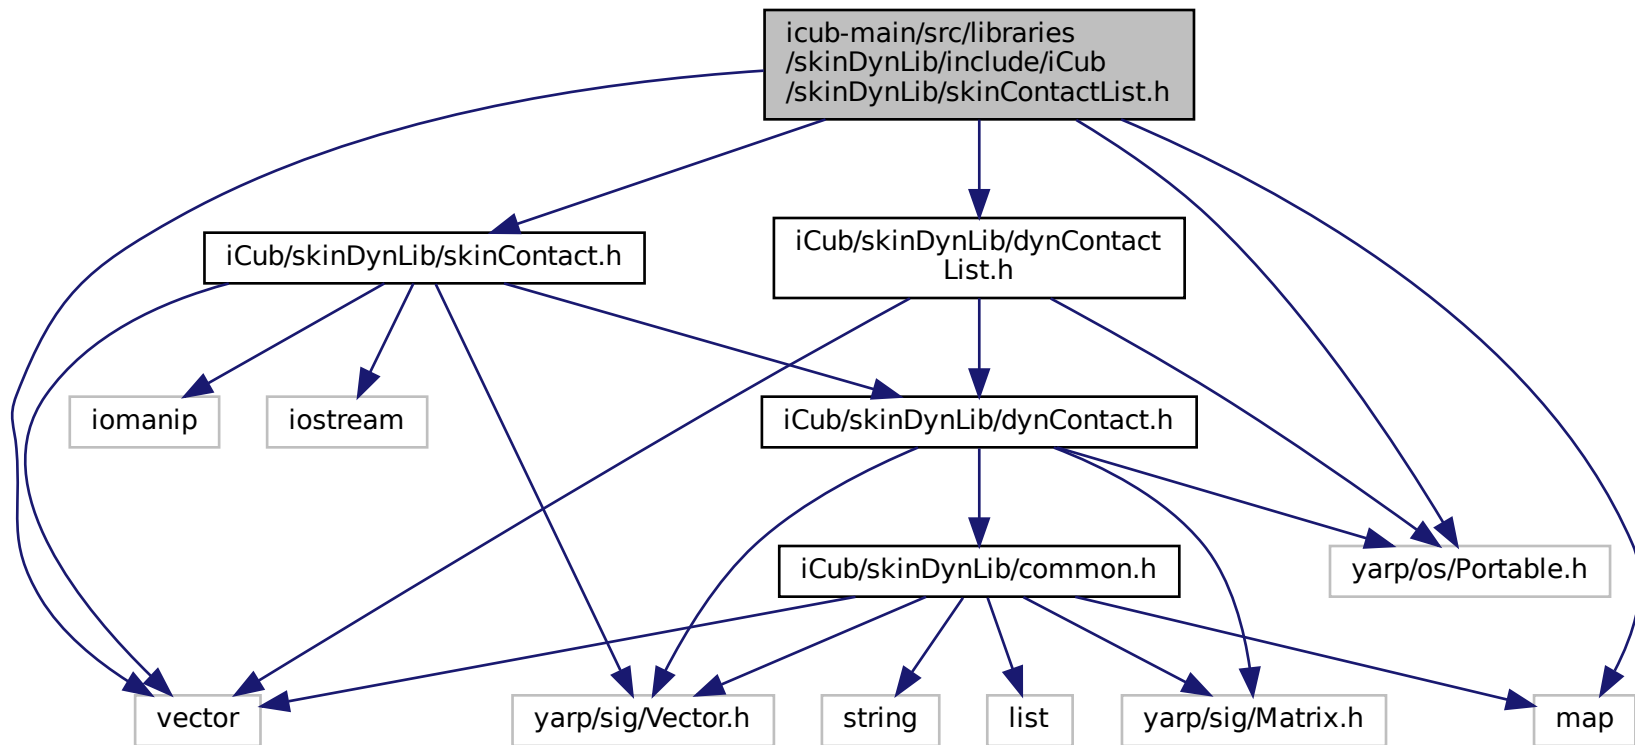 icub-main/src/libraries
/skinDynLib/include/iCub
/skinDynLib/skinContactList.h
iCub/skinDynLib/skinContact.h
iCub/skinDynLib/dynContact
List.h
iomanip
iostream
iCub/skinDynLib/dynContact.h
iCub/skinDynLib/common.h
yarp/os/Portable.h
vector
yarp/sig/Vector.h
string
list
yarp/sig/Matrix.h
map